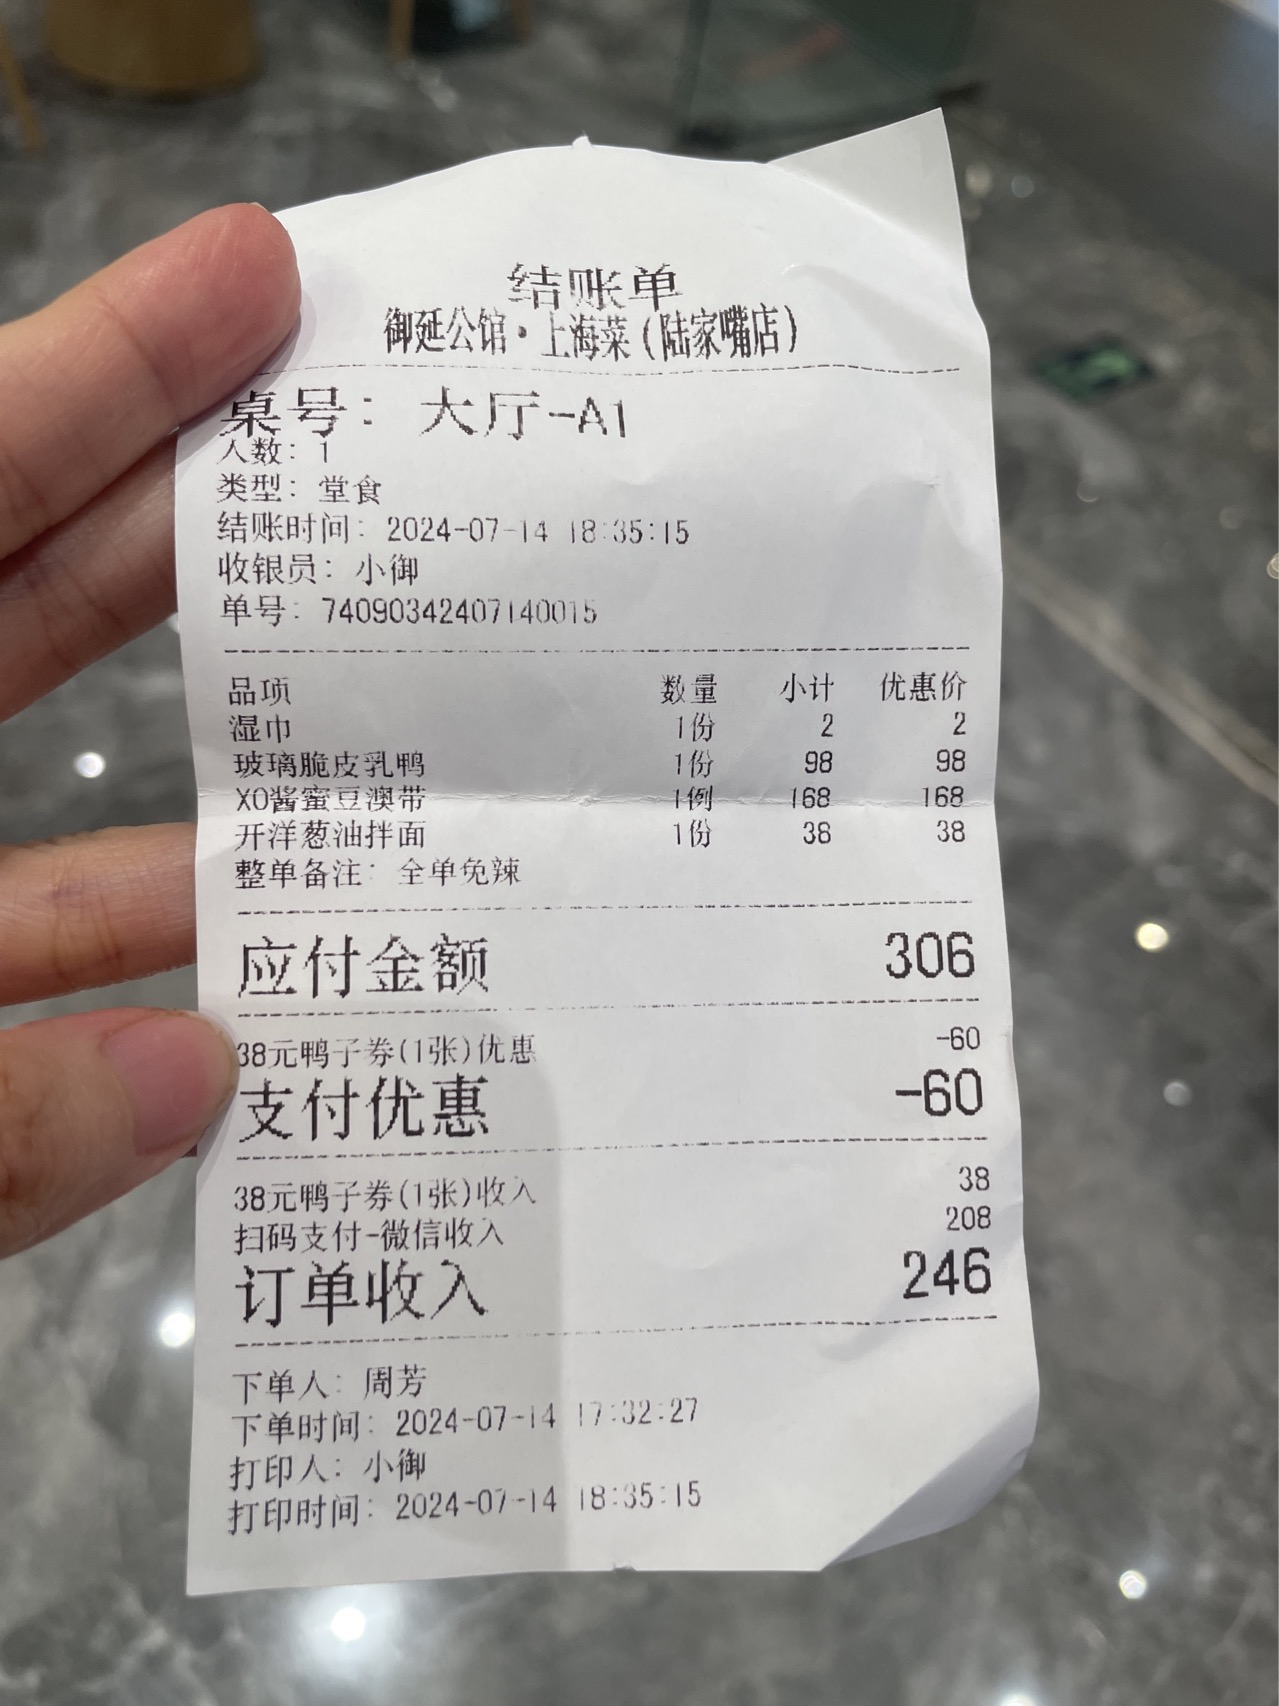 结账单
御延公馆·上海菜(陆家嘴店)
桌号: 大厅-A1
人数: 1
类型: 堂食
结账时间: 2024-07-14 18:35:15
收银员: 小御
单号: 74090342407140015
品项 数量 小计 优惠价
湿巾 1份 2 2
玻璃脆皮乳鸭 1份 98 98
XO酱蜜豆澳带 1例 168 168
开洋葱油拌面 1份 38 38
整单备注: 全单免辣
应付金额 306
38元鸭子券(1张)优惠 -60
支付优惠 -60
38元鸭子券(1张)收入 38
扫码支付-微信收入 208
订单收入 246
下单人: 周芳
下单时间: 2024-07-14 17:32:27
打印人: 小御
打印时间: 2024-07-14 18:35:15